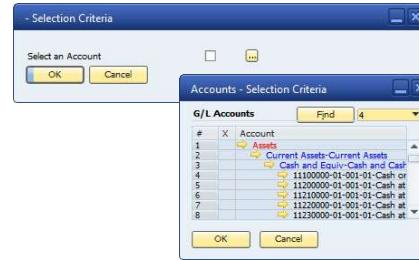 - Selection Criteria
Select an Account
...
OK Cancel
Accounts - Selection Criteria
G/L Accounts Find 4
# X Account
1 Assets
2 Current Assets-Current Assets
3 Cash and Equiv-Cash and Cash
4 11100000-01-001-01-Cash on
5 11200000-01-001-01-Cash at
6 11210000-01-001-01-Cash at
7 11220000-01-001-01-Cash at
8 11230000-01-001-01-Cash at
OK Cancel